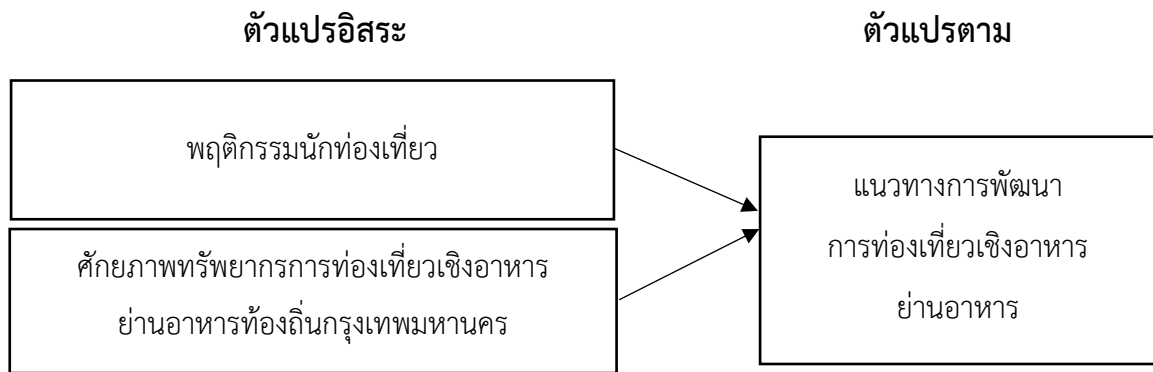 ตัวแปรอิสระ
ตัวแปรตาม
พฤติกรรมนักท่องเที่ยว
ศักยภาพทรัพยากรการท่องเที่ยวเชิงอาหาร
ย่านอาหารท้องถิ่นกรุงเทพมหานคร
แนวทางการพัฒนา
การท่องเที่ยวเชิงอาหาร
ย่านอาหาร